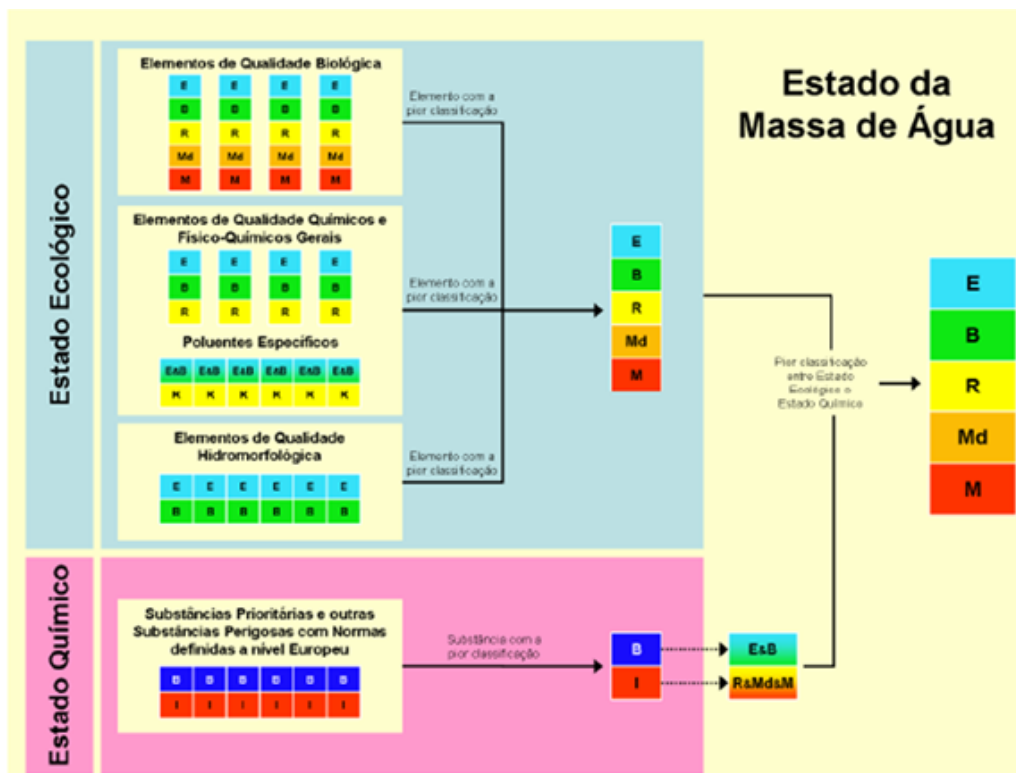 Estado da
Massa de Água
Estado Ecológico
Elementos de Qualidade Biológica
E E E E
B B B B
R R R R
Md Md Md Md
M M M M
Elemento com a
pior classificação
Elementos de Qualidade Químicos e
Físico-Químicos Gerais
E E E E
B B B B
R R R R
Elemento com a
pior classificação
Poluentes Específicos
E&B E&B E&B E&B E&B E&B
R R R R R R
Elementos de Qualidade
Hidromorfológica
E E E E E E
B B B B B B
Elemento com a
pior classificação
E
B
R
Md
M
Pior classificação
entre Estado
Ecológico e
Estado Químico
E
B
R
Md
M
Estado Químico
Substâncias Prioritárias e outras
Substâncias Perigosas com Normas
definidas a nível Europeu
B B B B B B
I I I I I I
Substância com a
pior classificação
B
I
E&B
R&Md&M